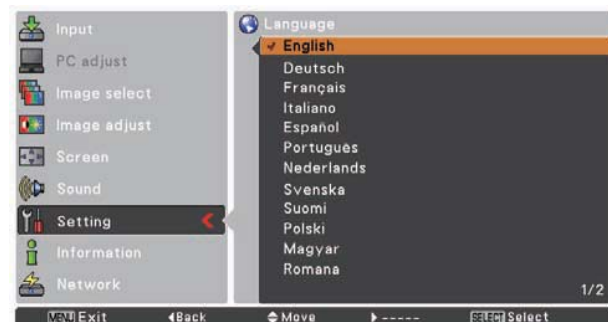 Input
PC adjust
Image select
Image adjust
Screen
Sound
Setting
Information
Network
Language
English
Deutsch
Français
Italiano
Español
Português
Nederlands
Svenska
Suomi
Polski
Magyar
Romana
1/2
MENU Exit
Back
Move
-----
SELECT Select